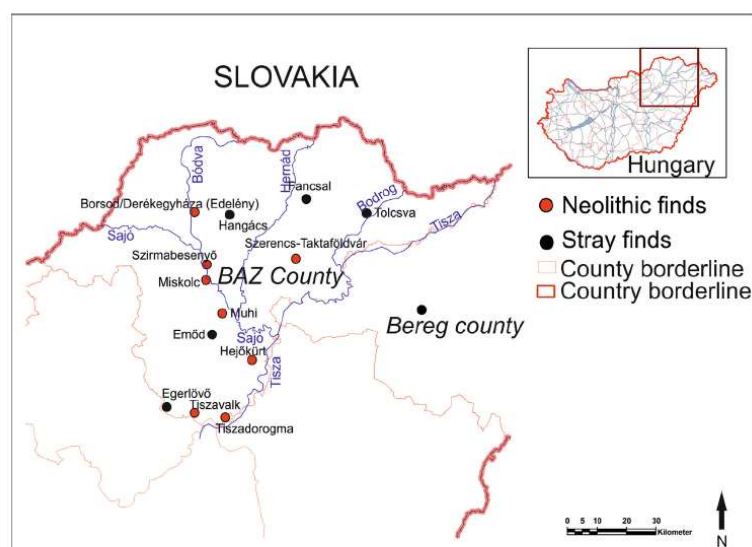 SLOVAKIA
Hungary
Neolithic finds
Stray finds
County borderline
Country borderline
Bódva
Hernád
Fancsal
Bodrog
Tolcsva
Tisza
Borsod/Derékegyháza (Edelény)
Hangács
Sajó
Szerencs-Taktaföldvár
Szirmabesenyő
BAZ County
Miskolc
Muhi
Bereg county
Emőd
Sajó
Hejőkürt
Tisza
Egerlövő
Tiszavalk
Tiszadorogma
0 5 10 20 30
Kilometer
N